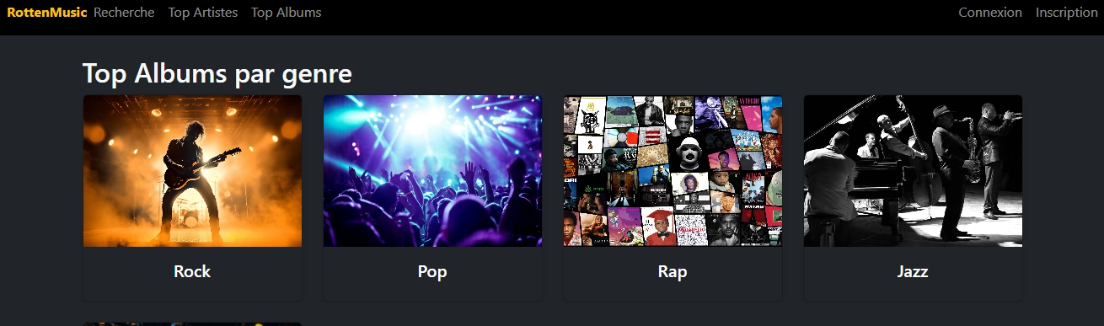 RottenMusic Recherche Top Artistes Top Albums Connexion Inscription
Top Albums par genre
Rock Pop Rap Jazz